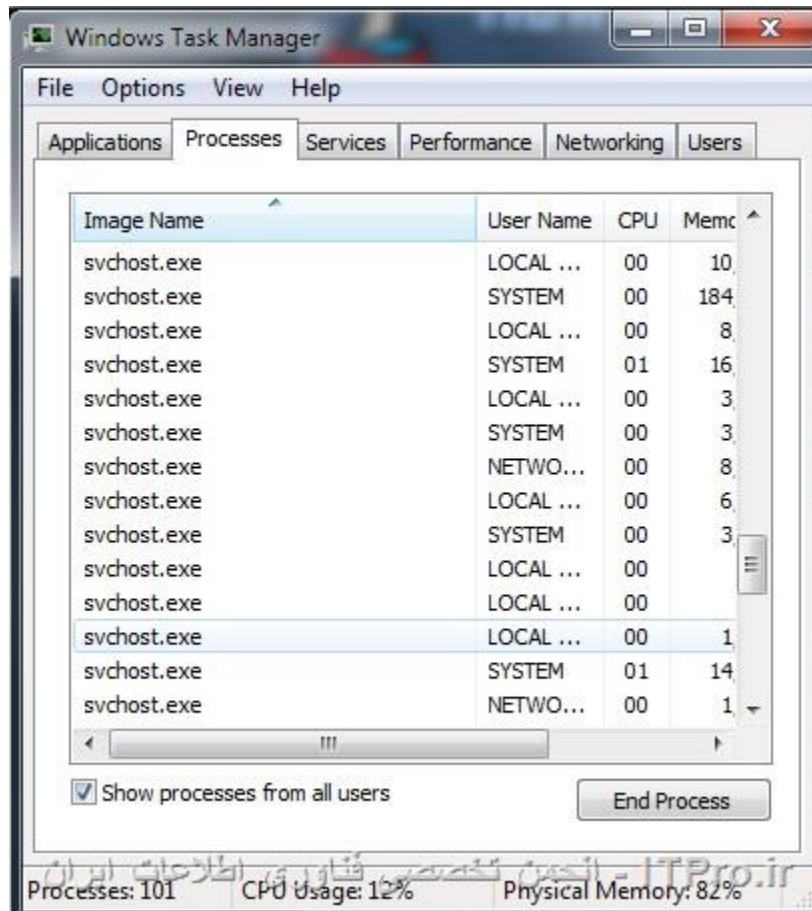 Windows Task Manager
File Options View Help
Applications Processes Services Performance Networking Users
Image Name User Name CPU Memc
svchost.exe LOCAL ... 00 10,
svchost.exe SYSTEM 00 184,
svchost.exe LOCAL ... 00 8,
svchost.exe SYSTEM 01 16,
svchost.exe LOCAL ... 00 3,
svchost.exe SYSTEM 00 3,
svchost.exe NETWO... 00 8,
svchost.exe LOCAL ... 00 6,
svchost.exe SYSTEM 00 3,
svchost.exe LOCAL ... 00
svchost.exe LOCAL ... 00
svchost.exe LOCAL ... 00 1,
svchost.exe SYSTEM 01 14,
svchost.exe NETWO... 00 1,
Show processes from all users End Process
ITPro.ir - انجمن تخصصی فناوری اطلاعات ایران
Processes: 101 CPU Usage: 12% Physical Memory: 82%